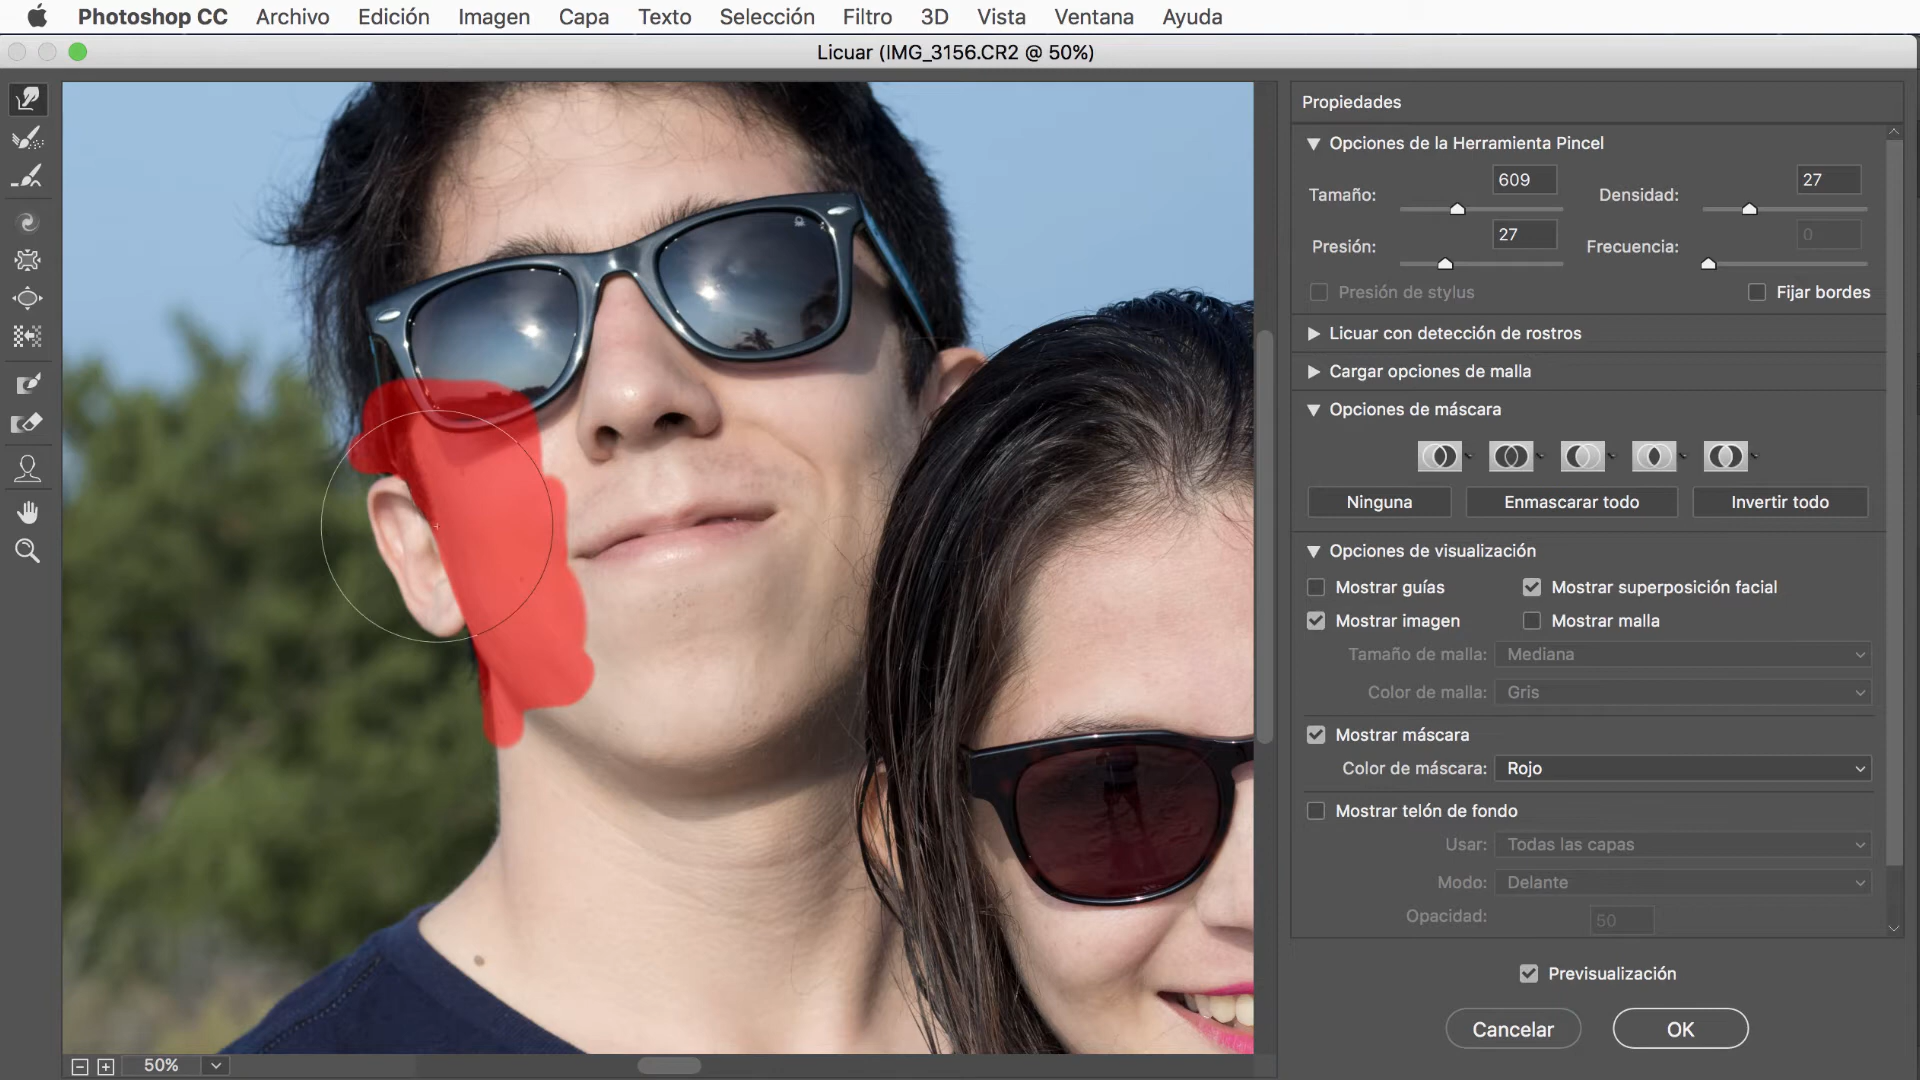 Photoshop CC Archivo Edición Imagen Capa Texto Selección Filtro 3D Vista Ventana Ayuda
Licuar (IMG_3156.CR2 @ 50%)
Propiedades
Opciones de la Herramienta Pincel
Tamaño: 609 Densidad: 27
Presión: 27 Frecuencia: 0
Presión de stylus Fijar bordes
Licuar con detección de rostros
Cargar opciones de malla
Opciones de máscara
Ninguna Enmascarar todo Invertir todo
Opciones de visualización
Mostrar guías Mostrar superposición facial
Mostrar imagen Mostrar malla
Tamaño de malla: Mediana
Color de malla: Gris
Mostrar máscara
Color de máscara: Rojo
Mostrar telón de fondo
Usar: Todas las capas
Modo: Delante
Opacidad: 50
Previsualización
Cancelar OK
50%